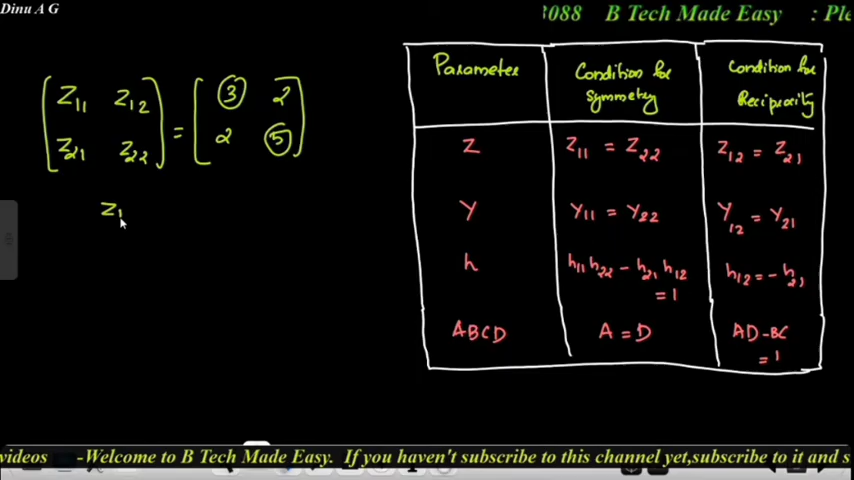 Dinu A G
3088 B Tech Made Easy : Ple
[Z11 Z12; Z21 Z22] = [3 2; 2 5]
Z1
Parameter | Condition for Symmetry | Condition for Reciprocity
Z | Z11 = Z22 | Z12 = Z21
Y | Y11 = Y22 | Y12 = Y21
h | h11 h22 - h21 h12 = 1 | h12 = -h21
ABCD | A = D | AD-BC = 1
videos -Welcome to B Tech Made Easy. If you haven't subscribe to this channel yet,subscribe to it and s